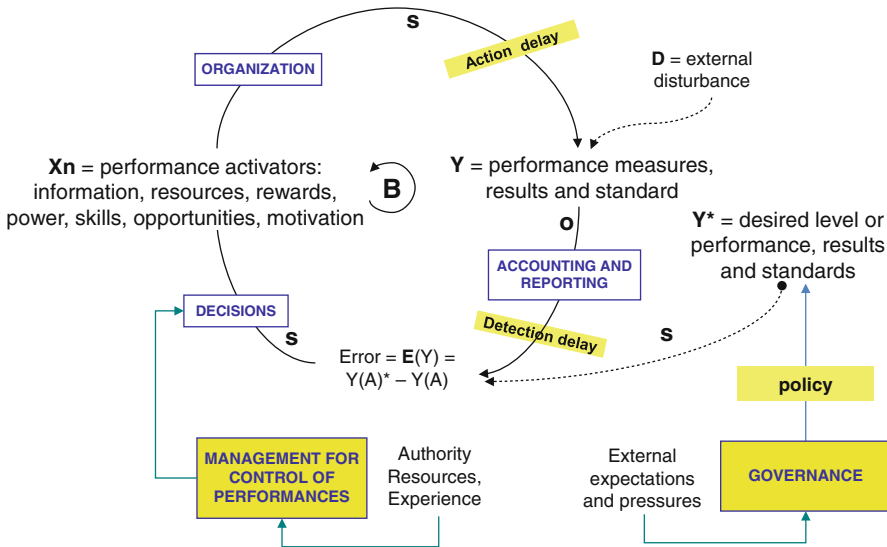 s
Action delay
ORGANIZATION
D = external
disturbance
Xn = performance activators:
information, resources, rewards,
power, skills, opportunities, motivation
B
Y = performance measures,
results and standard
o
Y* = desired level or
performance, results
and standards
ACCOUNTING AND
REPORTING
DECISIONS
s
Detection delay
s
Error = E(Y) =
Y(A)* – Y(A)
policy
MANAGEMENT FOR
CONTROL OF
PERFORMANCES
Authority
Resources,
Experience
External
expectations
and pressures
GOVERNANCE